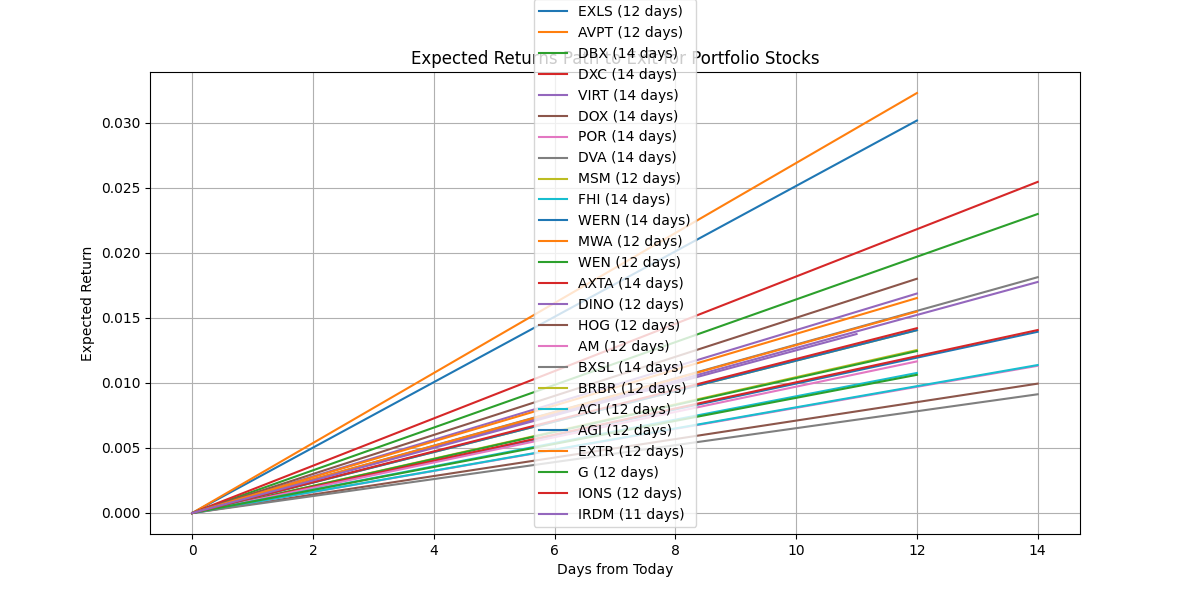 Expected Returns Path to Exit for Portfolio Stocks
EXLS (12 days)
AVPT (12 days)
DBX (14 days)
DXC (14 days)
VIRT (14 days)
DOX (14 days)
POR (14 days)
DVA (14 days)
MSM (12 days)
FHI (14 days)
WERN (14 days)
MWA (12 days)
WEN (12 days)
AXTA (14 days)
DINO (12 days)
HOG (12 days)
AM (12 days)
BXSL (14 days)
BRBR (12 days)
ACI (12 days)
AGI (12 days)
EXTR (12 days)
G (12 days)
IONS (12 days)
IRDM (11 days)
Expected Return
0.030
0.025
0.020
0.015
0.010
0.005
0.000
0 2 4 6 8 10 12 14
Days from Today